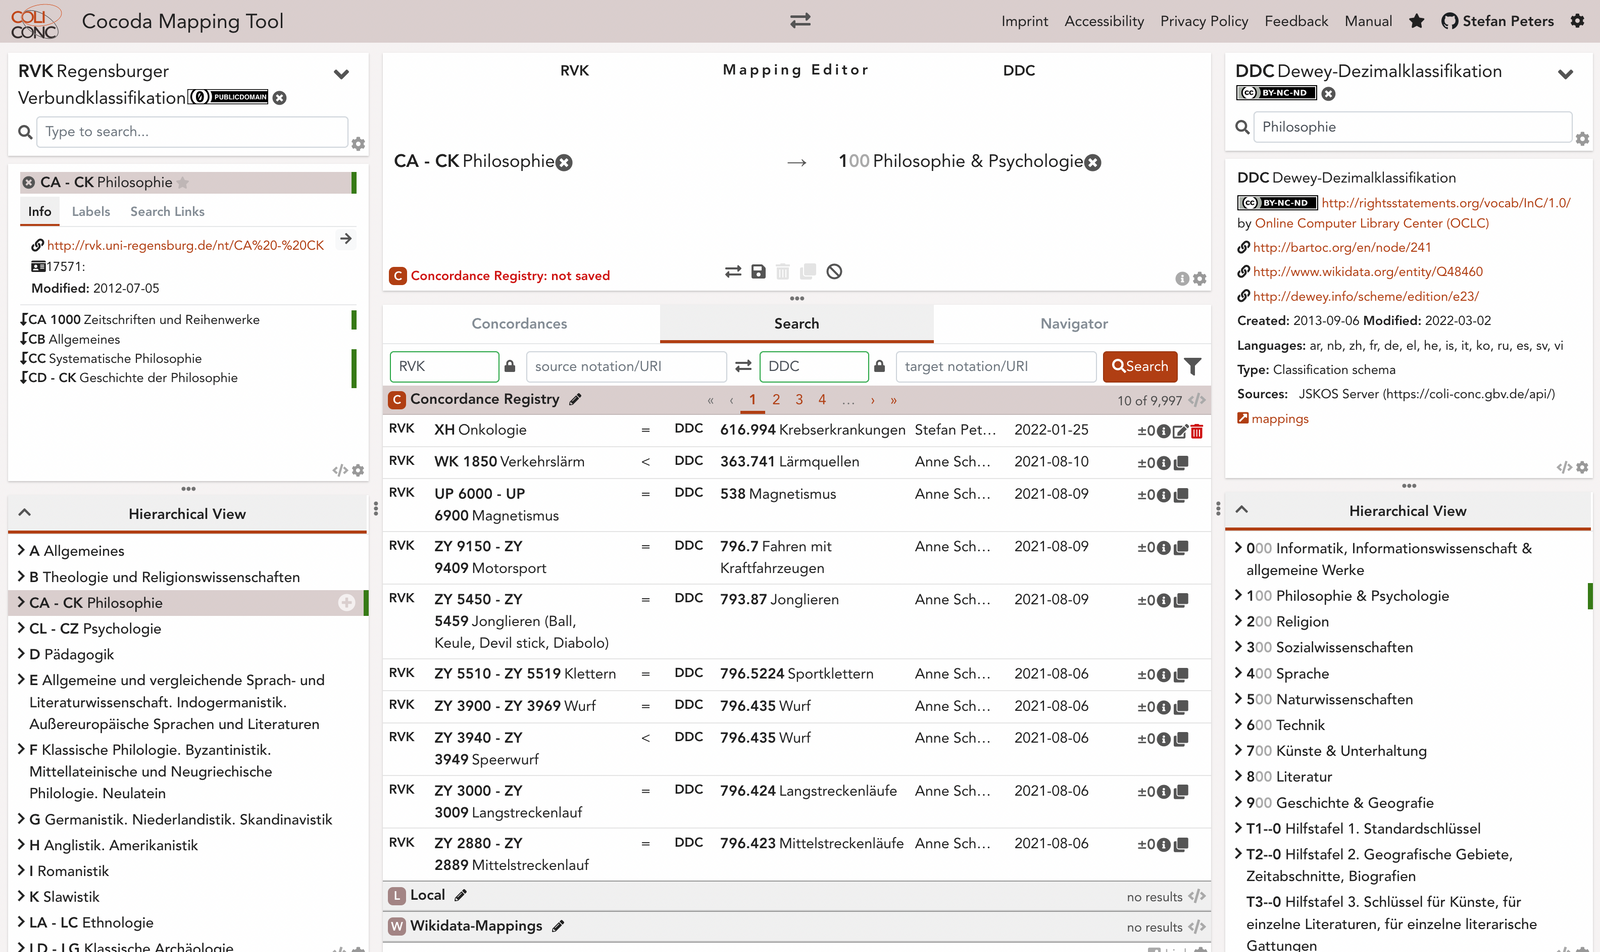 COLI CONC Cocoda Mapping Tool
Imprint Accessibility Privacy Policy Feedback Manual Stefan Peters
RVK Regensburger
Verbundklassifikation PUBLIC DOMAIN
Type to search...
CA - CK Philosophie
Info Labels Search Links
http://rvk.uni-regensburg.de/nt/CA%20-%20CK
17571:
Modified: 2012-07-05
CA 1000 Zeitschriften und Reihenwerke
CB Allgemeines
CC Systematische Philosophie
CD - CK Geschichte der Philosophie
</>
Hierarchical View
A Allgemeines
B Theologie und Religionswissenschaften
CA - CK Philosophie
CL - CZ Psychologie
D Pädagogik
E Allgemeine und vergleichende Sprach- und
Literaturwissenschaft. Indogermanistik.
Außereuropäische Sprachen und Literaturen
F Klassische Philologie. Byzantinistik.
Mittellateinische und Neugriechische
Philologie. Neulatein
G Germanistik. Niederlandistik. Skandinavistik
H Anglistik. Amerikanistik
I Romanistik
K Slawistik
LA - LC Ethnologie
LD - LG Klassische Archäologie
RVK Mapping Editor DDC
CA - CK Philosophie → 100 Philosophie & Psychologie
C Concordance Registry: not saved
Concordances Search Navigator
RVK source notation/URI DDC target notation/URI Search
C Concordance Registry « ‹ 1 2 3 4 ... › » 10 of 9,997 </>
RVK XH Onkologie = DDC 616.994 Krebserkrankungen Stefan Pet... 2022-01-25 ±0
RVK WK 1850 Verkehrslärm < DDC 363.741 Lärmquellen Anne Sch... 2021-08-10 ±0
RVK UP 6000 - UP = DDC 538 Magnetismus Anne Sch... 2021-08-09 ±0
6900 Magnetismus
RVK ZY 9150 - ZY = DDC 796.7 Fahren mit Anne Sch... 2021-08-09 ±0
9409 Motorsport Kraftfahrzeugen
RVK ZY 5450 - ZY = DDC 793.87 Jonglieren Anne Sch... 2021-08-09 ±0
5459 Jonglieren (Ball,
Keule, Devil stick, Diabolo)
RVK ZY 5510 - ZY 5519 Klettern = DDC 796.5224 Sportklettern Anne Sch... 2021-08-06 ±0
RVK ZY 3900 - ZY 3969 Wurf = DDC 796.435 Wurf Anne Sch... 2021-08-06 ±0
RVK ZY 3940 - ZY < DDC 796.435 Wurf Anne Sch... 2021-08-06 ±0
3949 Speerwurf
RVK ZY 3000 - ZY = DDC 796.424 Langstreckenläufe Anne Sch... 2021-08-06 ±0
3009 Langstreckenlauf
RVK ZY 2880 - ZY = DDC 796.423 Mittelstreckenläufe Anne Sch... 2021-08-06 ±0
2889 Mittelstreckenlauf
L Local no results </>
W Wikidata-Mappings no results </>
DDC Dewey-Dezimalklassifikation
CC BY-NC-ND
Philosophie
DDC Dewey-Dezimalklassifikation
CC BY-NC-ND http://rightsstatements.org/vocab/InC/1.0/
by Online Computer Library Center (OCLC)
http://bartoc.org/en/node/241
http://www.wikidata.org/entity/Q48460
http://dewey.info/scheme/edition/e23/
Created: 2013-09-06 Modified: 2022-03-02
Languages: ar, nb, zh, fr, de, el, he, is, it, ko, ru, es, sv, vi
Type: Classification schema
Sources: JSKOS Server (https://coli-conc.gbv.de/api/)
mappings
</>
Hierarchical View
000 Informatik, Informationswissenschaft &
allgemeine Werke
100 Philosophie & Psychologie
200 Religion
300 Sozialwissenschaften
400 Sprache
500 Naturwissenschaften
600 Technik
700 Künste & Unterhaltung
800 Literatur
900 Geschichte & Geografie
T1--0 Hilfstafel 1. Standardschlüssel
T2--0 Hilfstafel 2. Geografische Gebiete,
Zeitabschnitte, Biografien
T3--0 Hilfstafel 3. Schlüssel für Künste, für
einzelne Literaturen, für einzelne literarische
Gattungen